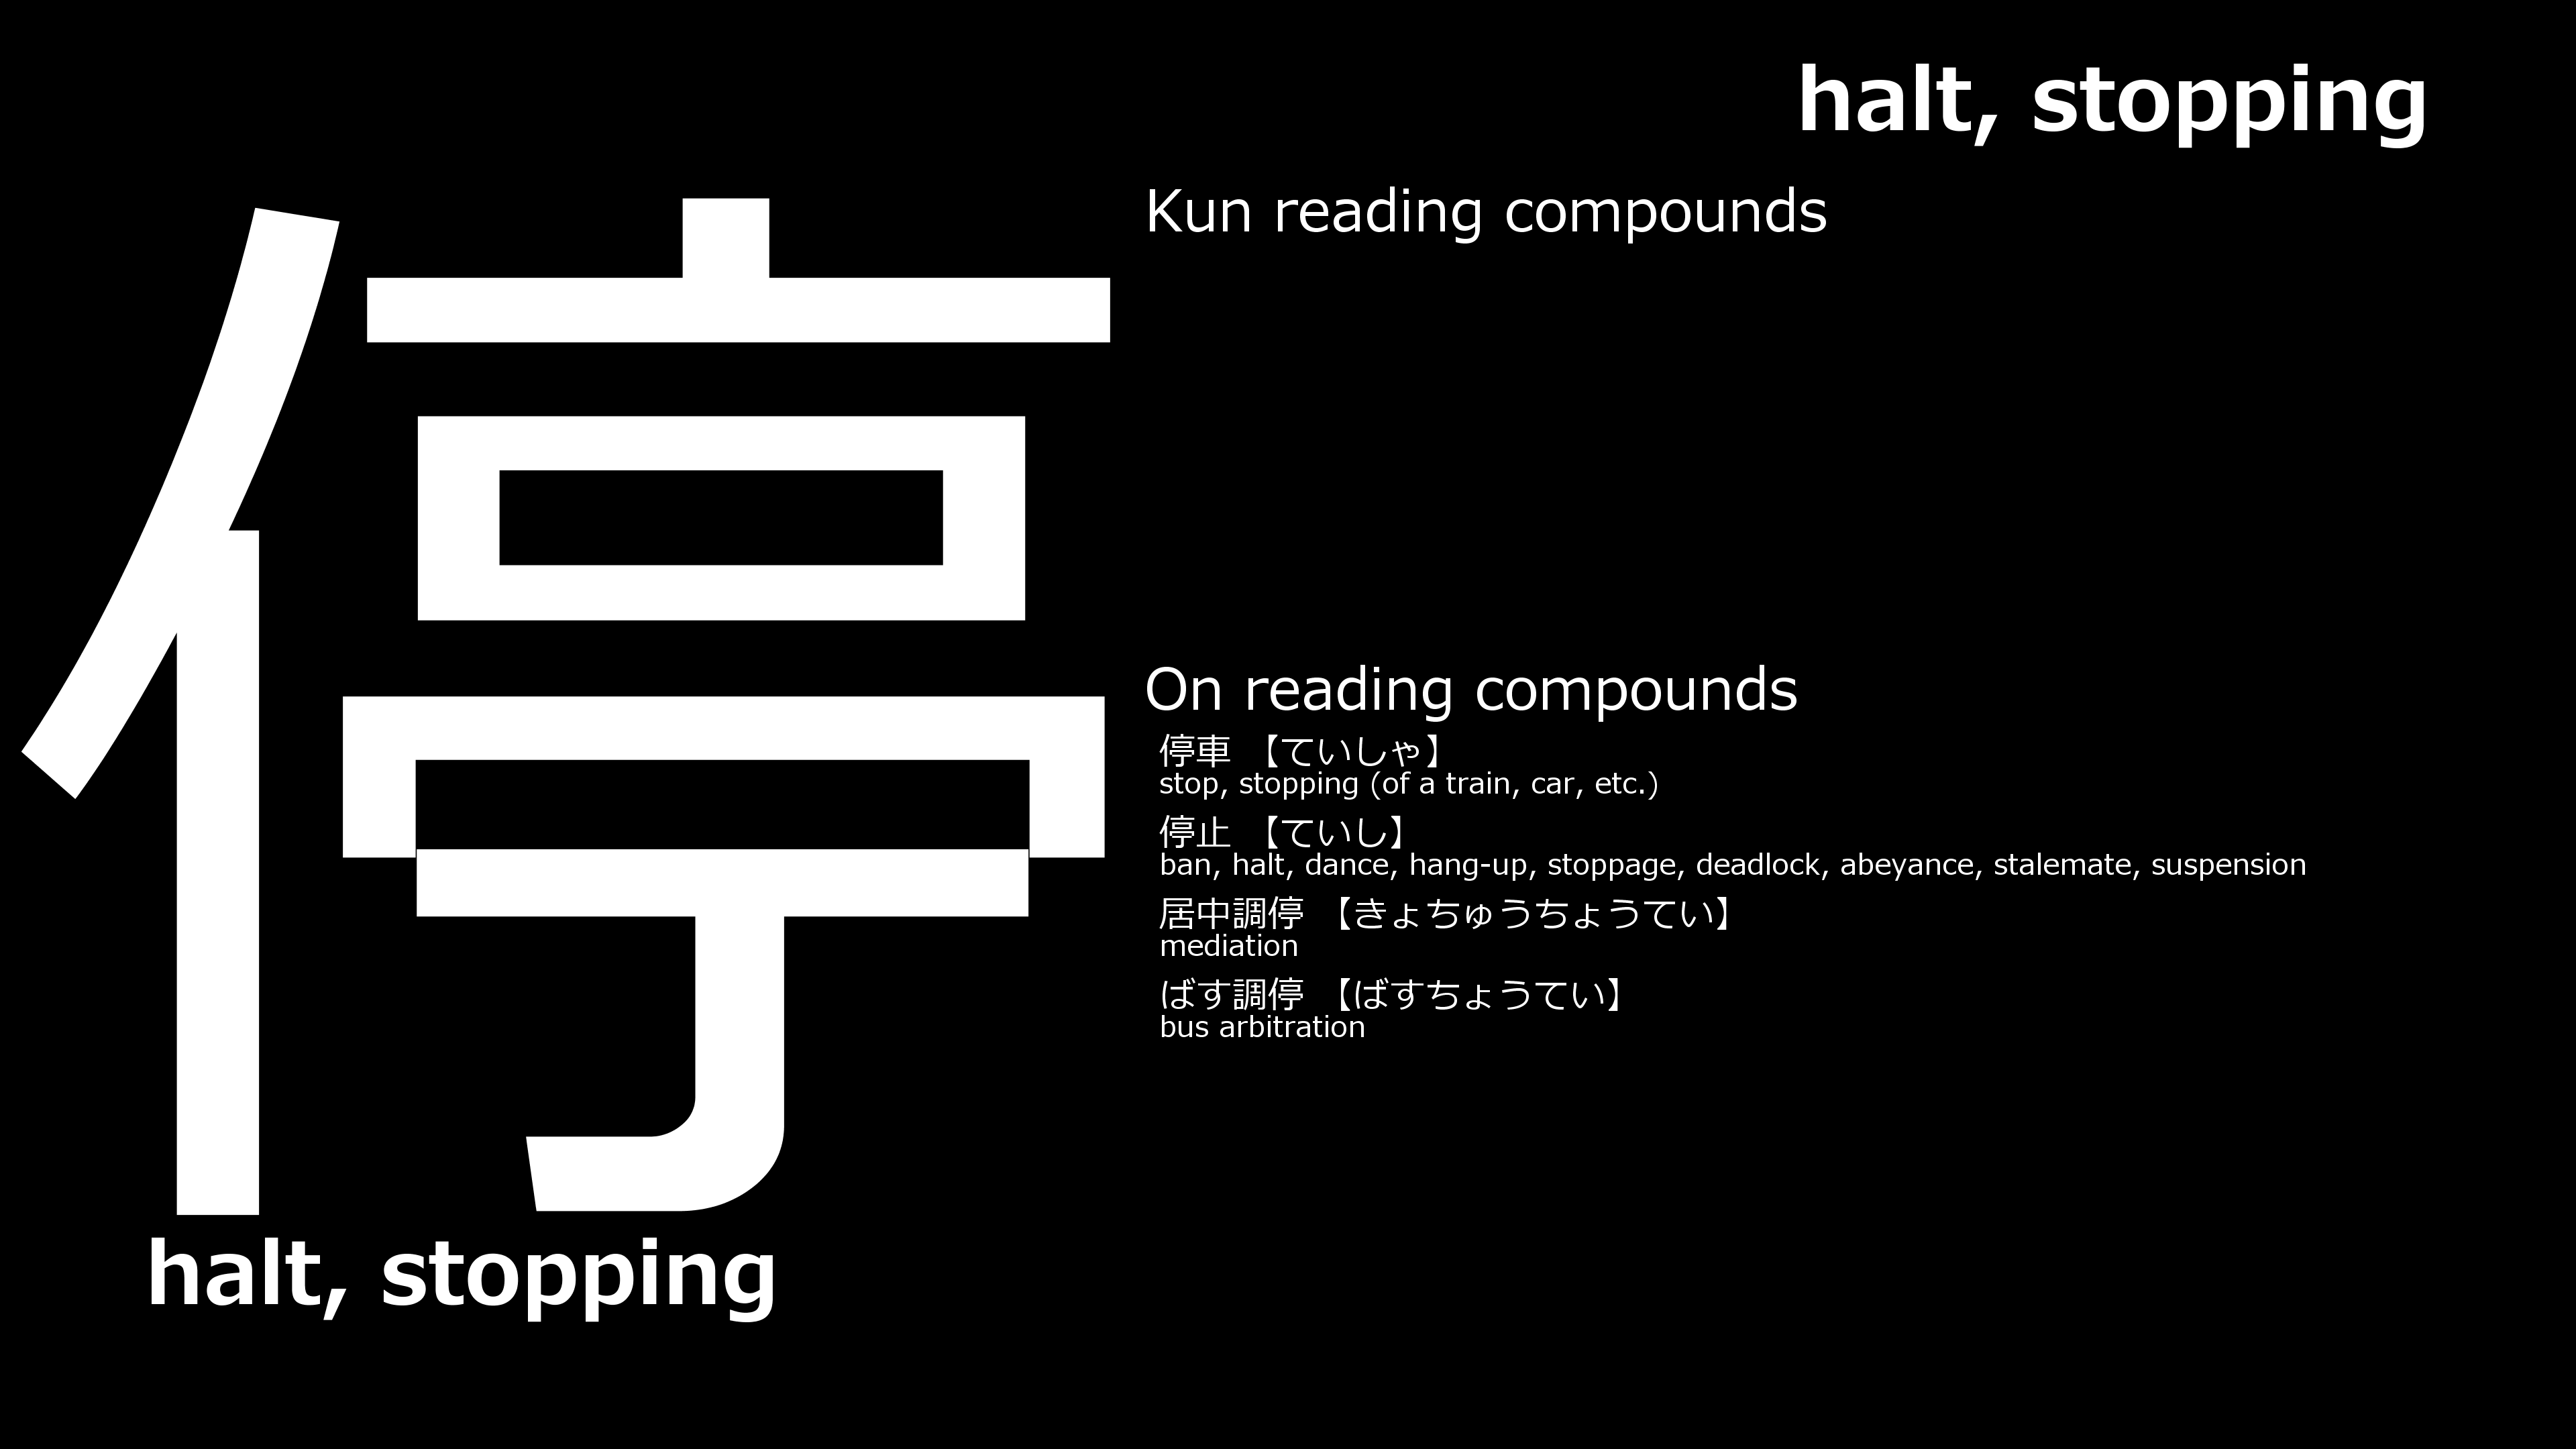 halt, stopping
停
halt, stopping
Kun reading compounds
On reading compounds
停車 【ていしゃ】
stop, stopping (of a train, car, etc.)
停止 【ていし】
ban, halt, dance, hang-up, stoppage, deadlock, abeyance, stalemate, suspension
居中調停 【きょちゅうちょうてい】
mediation
ばす調停 【ばすちょうてい】
bus arbitration